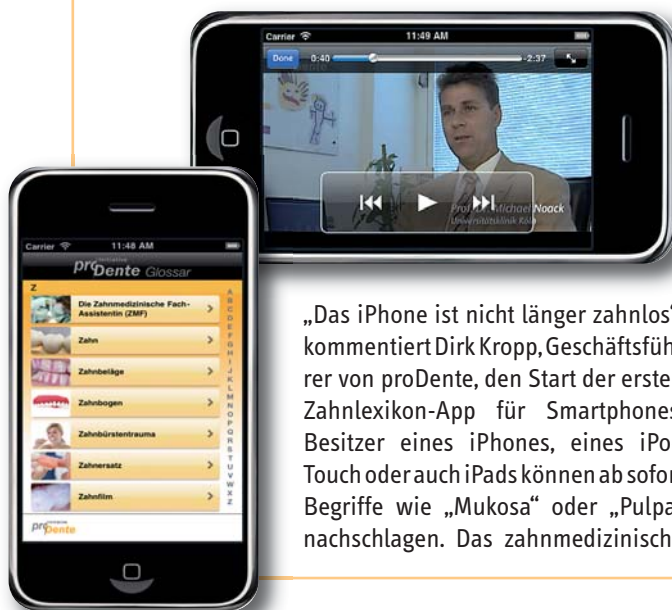 Carrier 11:49 AM
Done 0:40 -2:37
Prof. Dr. Michael Noack
Universitätsklinik Köln
Carrier 11:48 AM
initiative
proDente Glossar
Z
Die Zahnmedizinische Fach-
Assistentin (ZMF)
Zahn
Zahnbeläge
Zahnbogen
Zahnbürstentrauma
Zahnersatz
Zahnfilm
A
B
C
D
E
F
G
H
I
J
K
L
M
N
O
P
Q
R
S
T
U
V
W
X
Z
initiative
proDente
„Das iPhone ist nicht länger zahnlos“
kommentiert Dirk Kropp, Geschäftsfüh
rer von proDente, den Start der erste
Zahnlexikon-App für Smartphones
Besitzer eines iPhones, eines iPo
Touch oder auch iPads können ab sofor
Begriffe wie „Mukosa“ oder „Pulpa
nachschlagen. Das zahnmedizinisch